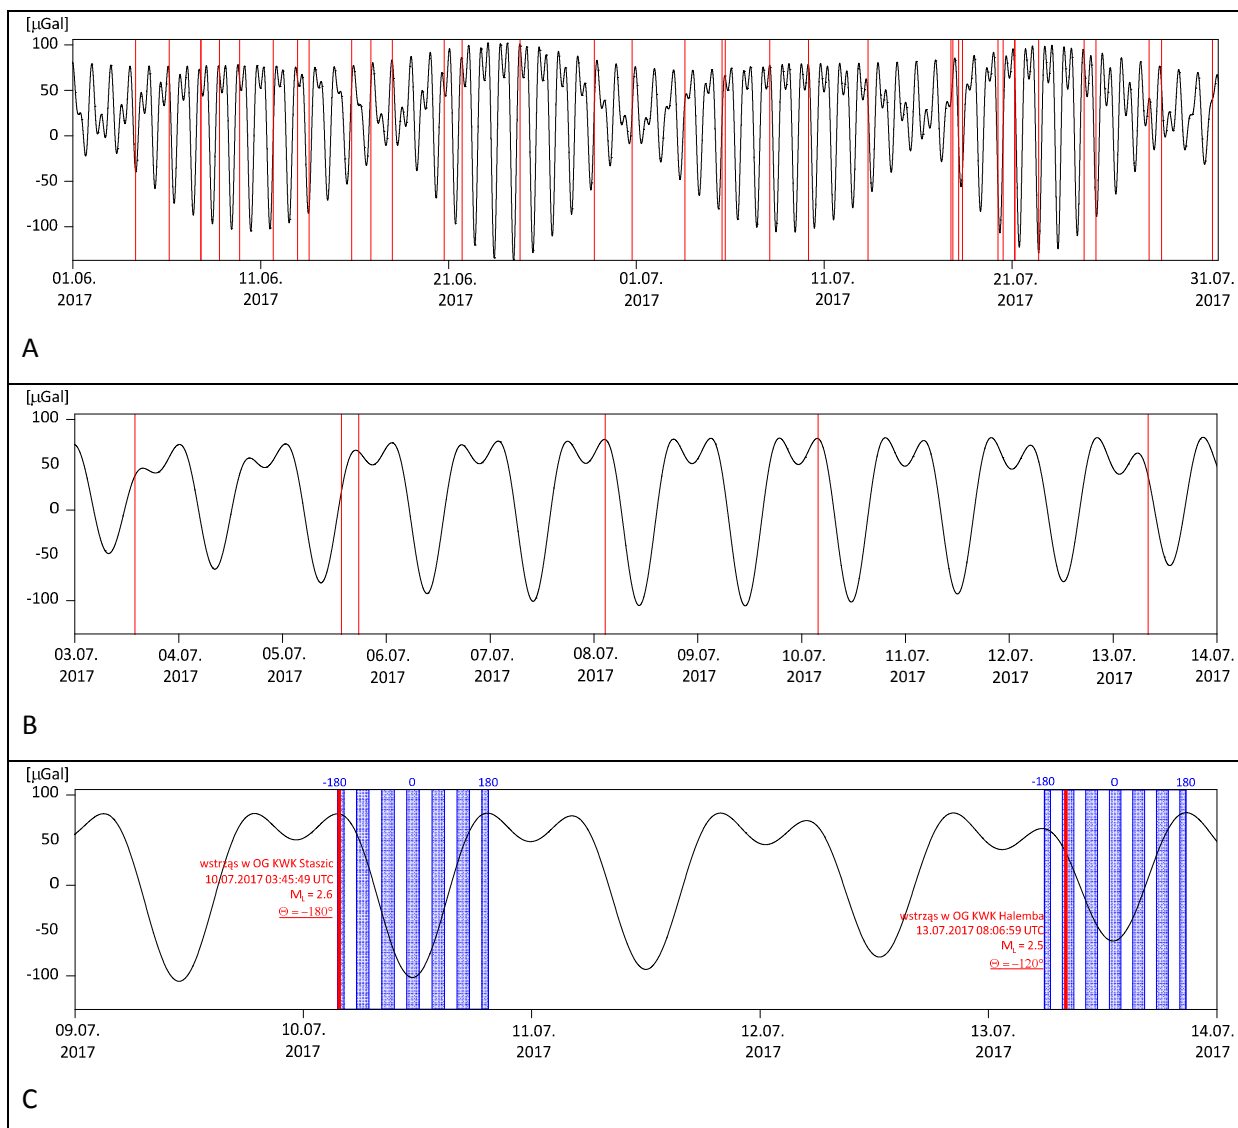 [μGal]
100
50
0
-50
-100
01.06. 11.06. 21.06. 01.07. 11.07. 21.07. 31.07.
2017 2017 2017 2017 2017 2017 2017
A
[μGal]
100
50
0
-50
-100
03.07. 04.07. 05.07. 06.07. 07.07. 08.07. 09.07. 10.07. 11.07. 12.07. 13.07. 14.07.
2017 2017 2017 2017 2017 2017 2017 2017 2017 2017 2017 2017
B
[μGal]
-180 0 180 -180 0 180
100
50
0
-50
-100
wstrząs w OG KWK Staszic
10.07.2017 03:45:49 UTC
ML = 2.6
Θ = −180°
wstrząs w OG KWK Halemba
13.07.2017 08:06:59 UTC
ML = 2.5
Θ = −120°
09.07. 10.07. 11.07. 12.07. 13.07. 14.07.
2017 2017 2017 2017 2017 2017
C